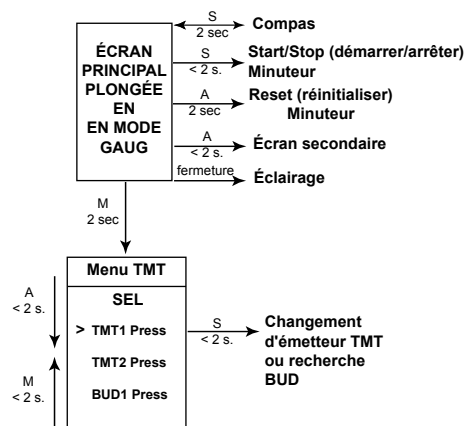 ÉCRAN
PRINCIPAL
PLONGÉE
EN
EN MODE
GAUG
S
2 sec
Compas
S
< 2 s.
Start/Stop (démarrer/arrêter)
Minuteur
A
2 sec
Reset (réinitialiser)
Minuteur
A
< 2 s.
Écran secondaire
fermeture
Éclairage
M
2 sec
Menu TMT
SEL
> TMT1 Press
TMT2 Press
BUD1 Press
A
< 2 s.
M
< 2 s.
S
< 2 s.
Changement
d'émetteur TMT
ou recherche
BUD